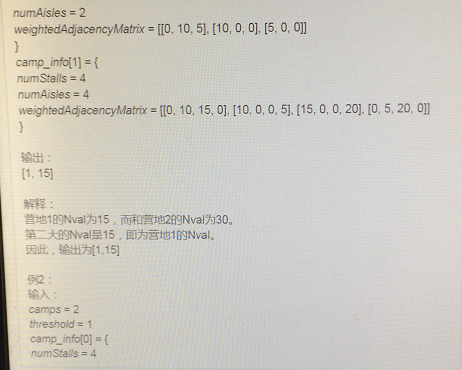 numAisles = 2
weightedAdjacencyMatrix = [[0, 10, 5], [10, 0, 0], [5, 0, 0]]
}
camp_info[1] = {
numStalls = 4
numAisles = 4
weightedAdjacencyMatrix = [[0, 10, 15, 0], [10, 0, 0, 5], [15, 0, 0, 20], [0, 5, 20, 0]]
}
输出：
[1, 15]
解释：
营地1的Nval为15，而和营地2的Nval为30。
第二大的Nval是15，即为营地1的Nval。
因此，输出为[1,15]
例2：
输入：
camps = 2
threshold = 1
camp_info[0] = {
numStalls = 4